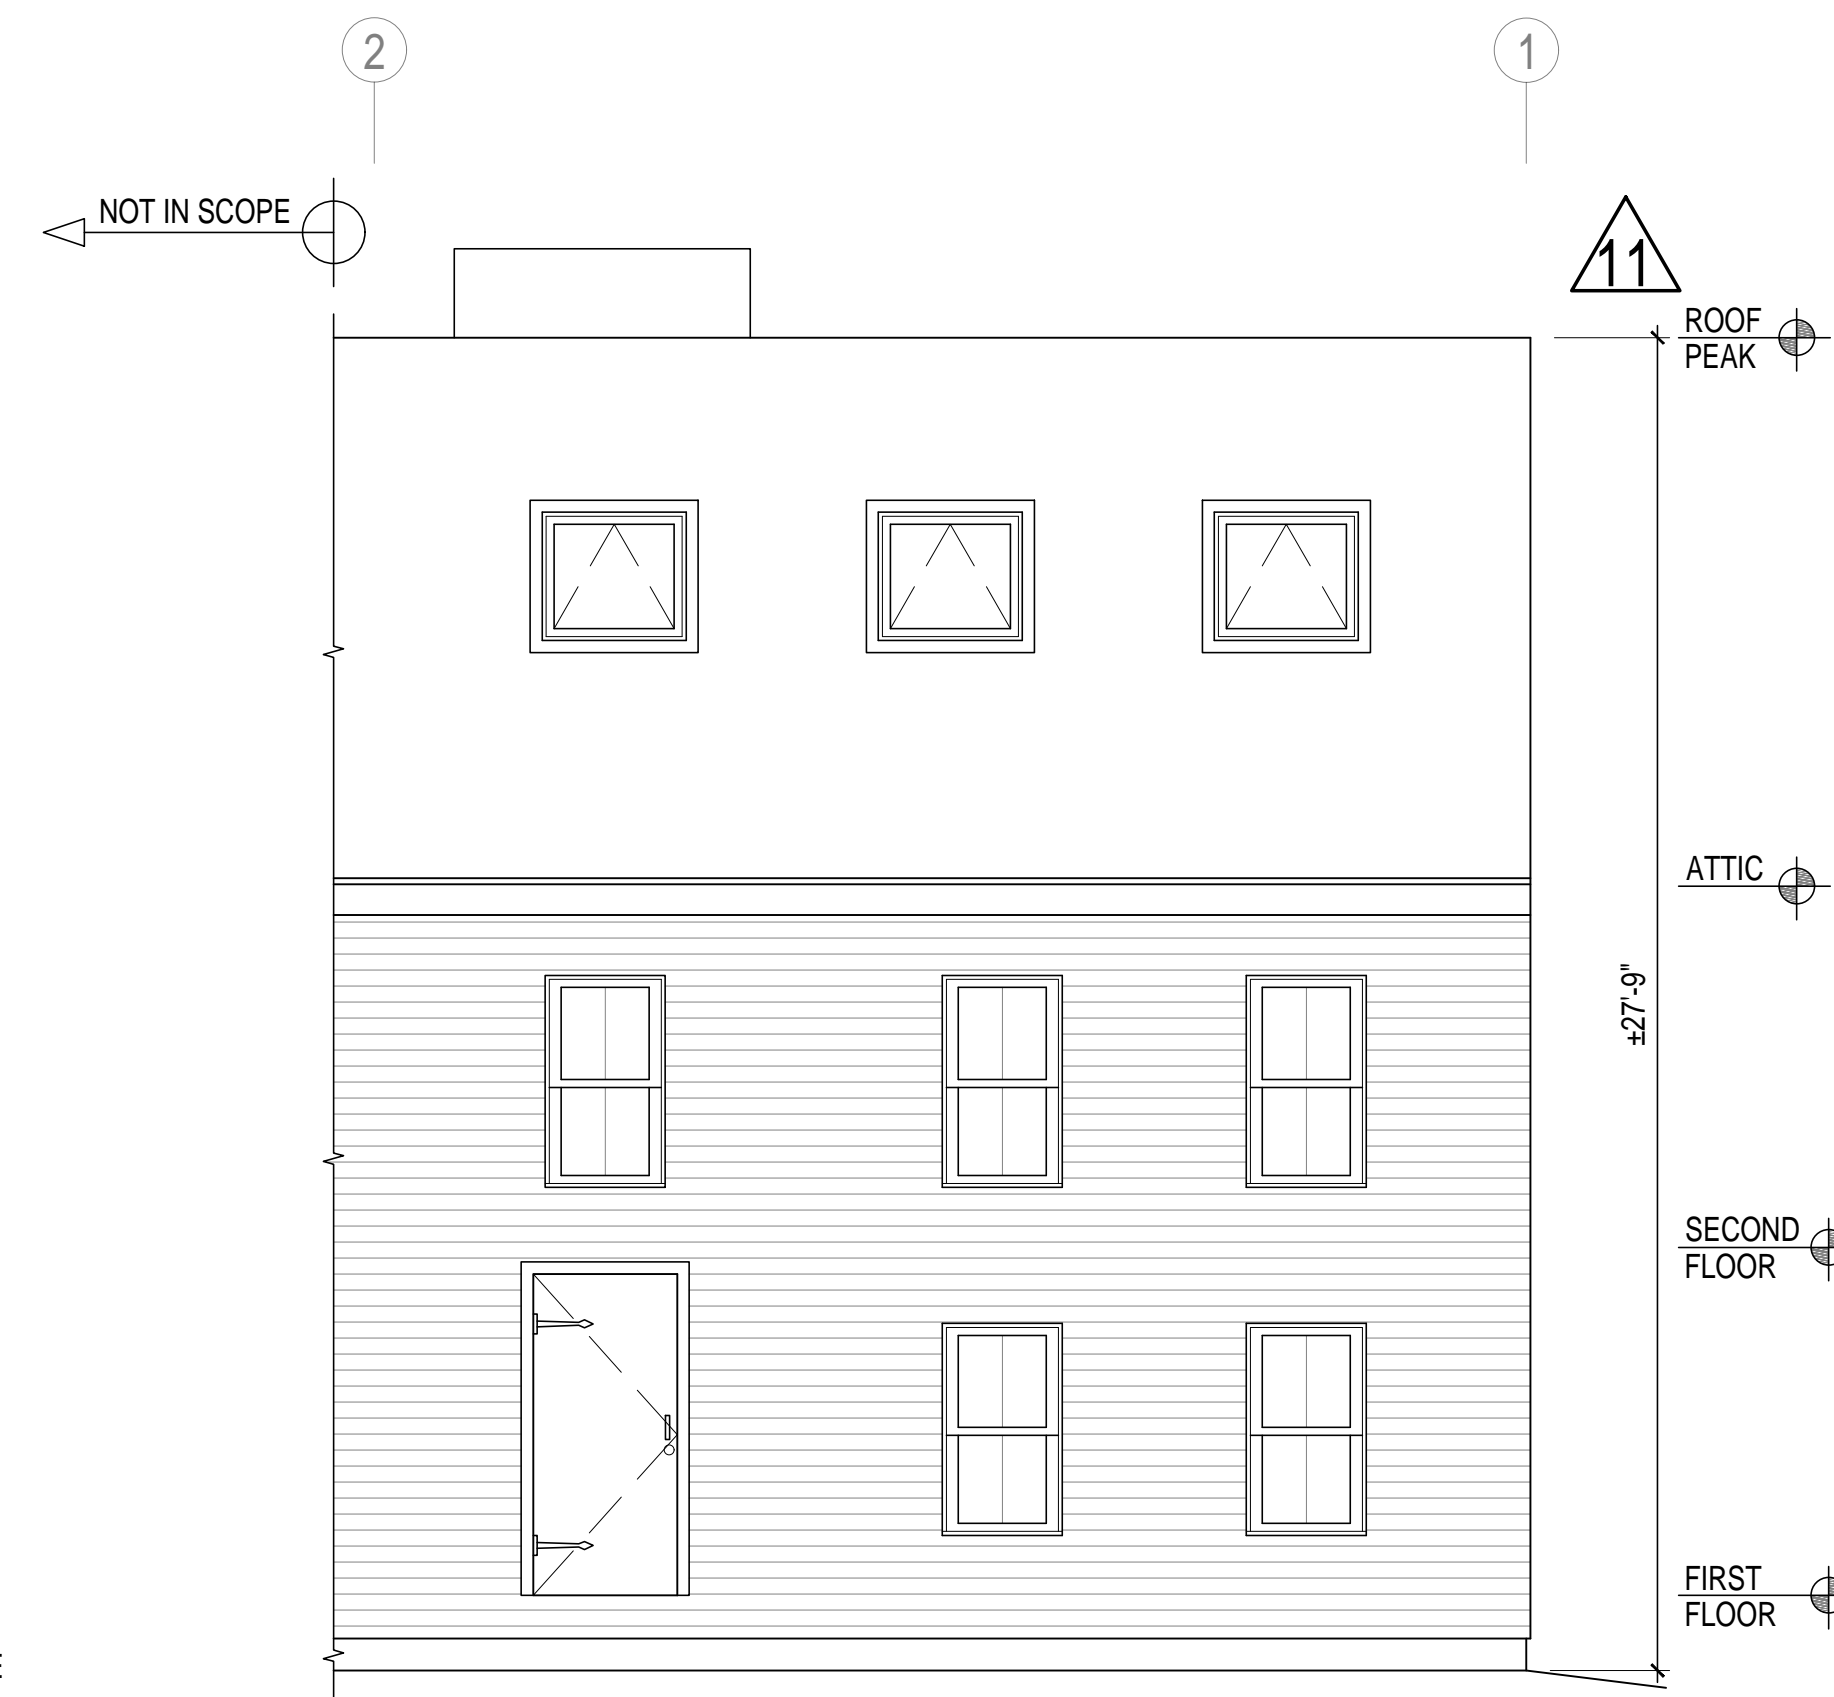 2
1
NOT IN SCOPE
11
ROOF
PEAK
ATTIC
±27'-9"
SECOND
FLOOR
FIRST
FLOOR